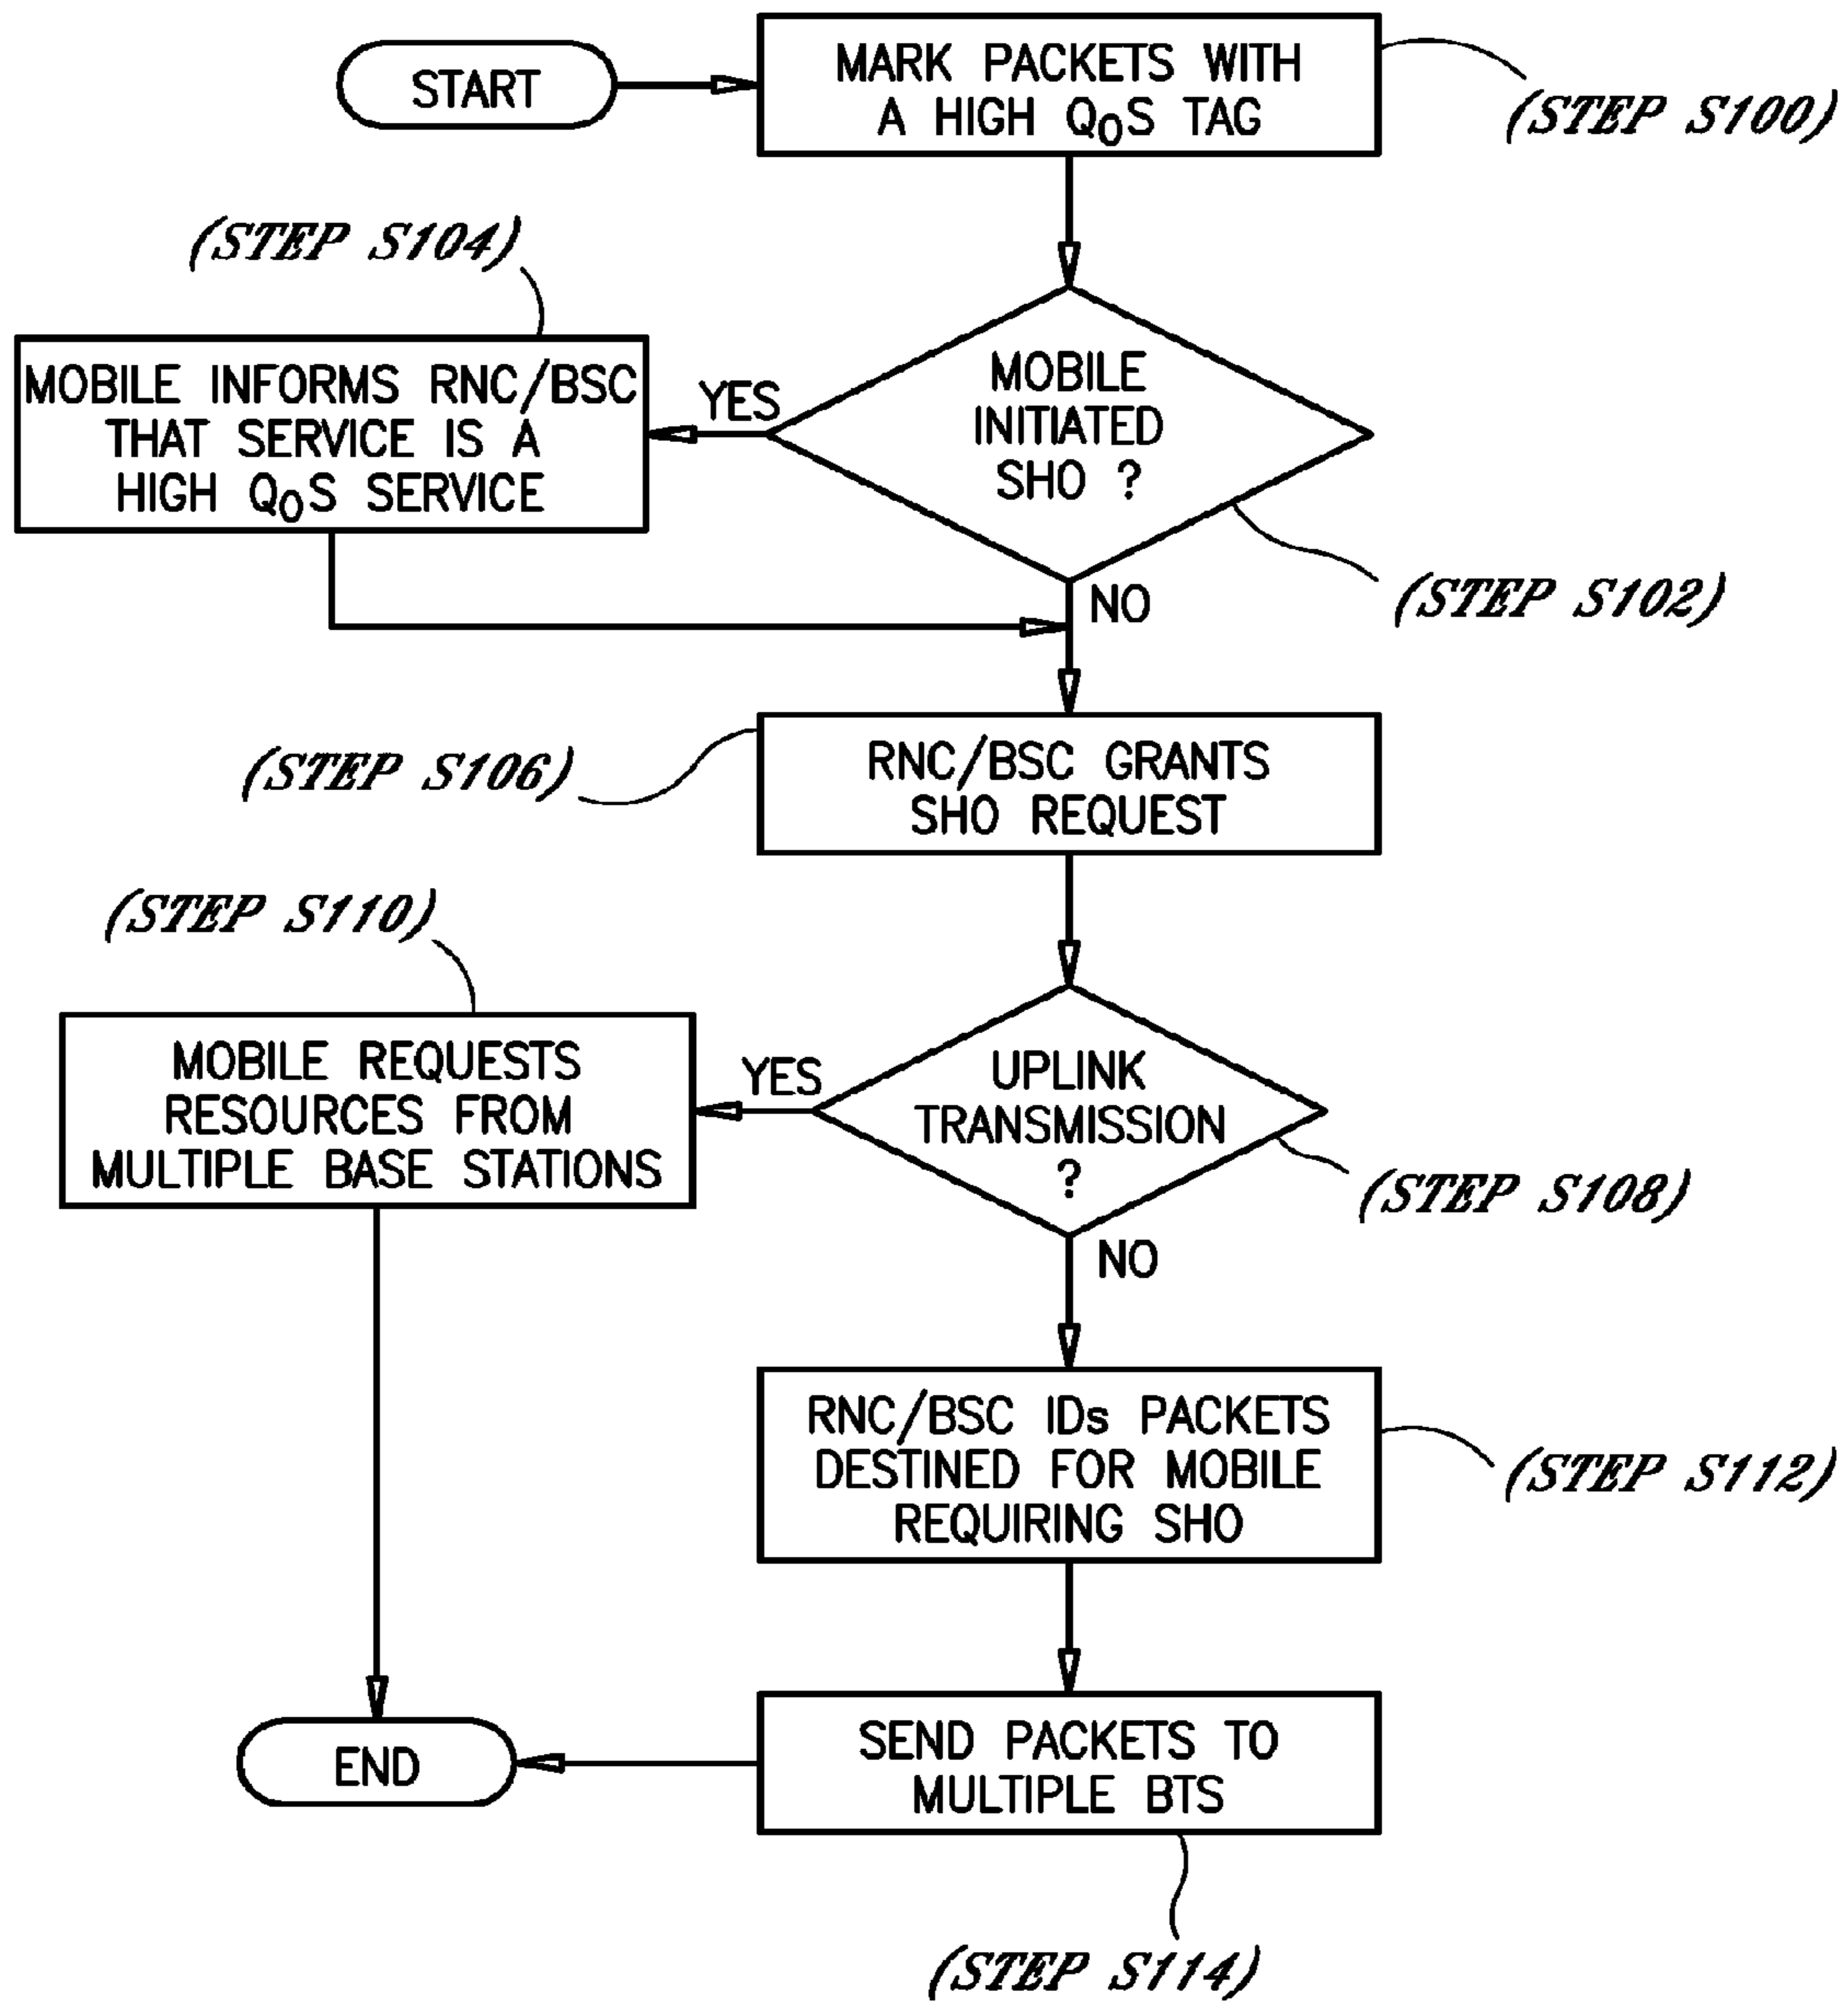 START
MARK PACKETS WITH
A HIGH QoS TAG
(STEP S100)
(STEP S104)
MOBILE INFORMS RNC/BSC
THAT SERVICE IS A
HIGH QoS SERVICE
YES
MOBILE
INITIATED
SHO ?
NO
(STEP S102)
(STEP S106)
RNC/BSC GRANTS
SHO REQUEST
(STEP S110)
MOBILE REQUESTS
RESOURCES FROM
MULTIPLE BASE STATIONS
YES
UPLINK
TRANSMISSION
?
(STEP S108)
NO
RNC/BSC IDs PACKETS
DESTINED FOR MOBILE
REQUIRING SHO
(STEP S112)
END
SEND PACKETS TO
MULTIPLE BTS
(STEP S114)